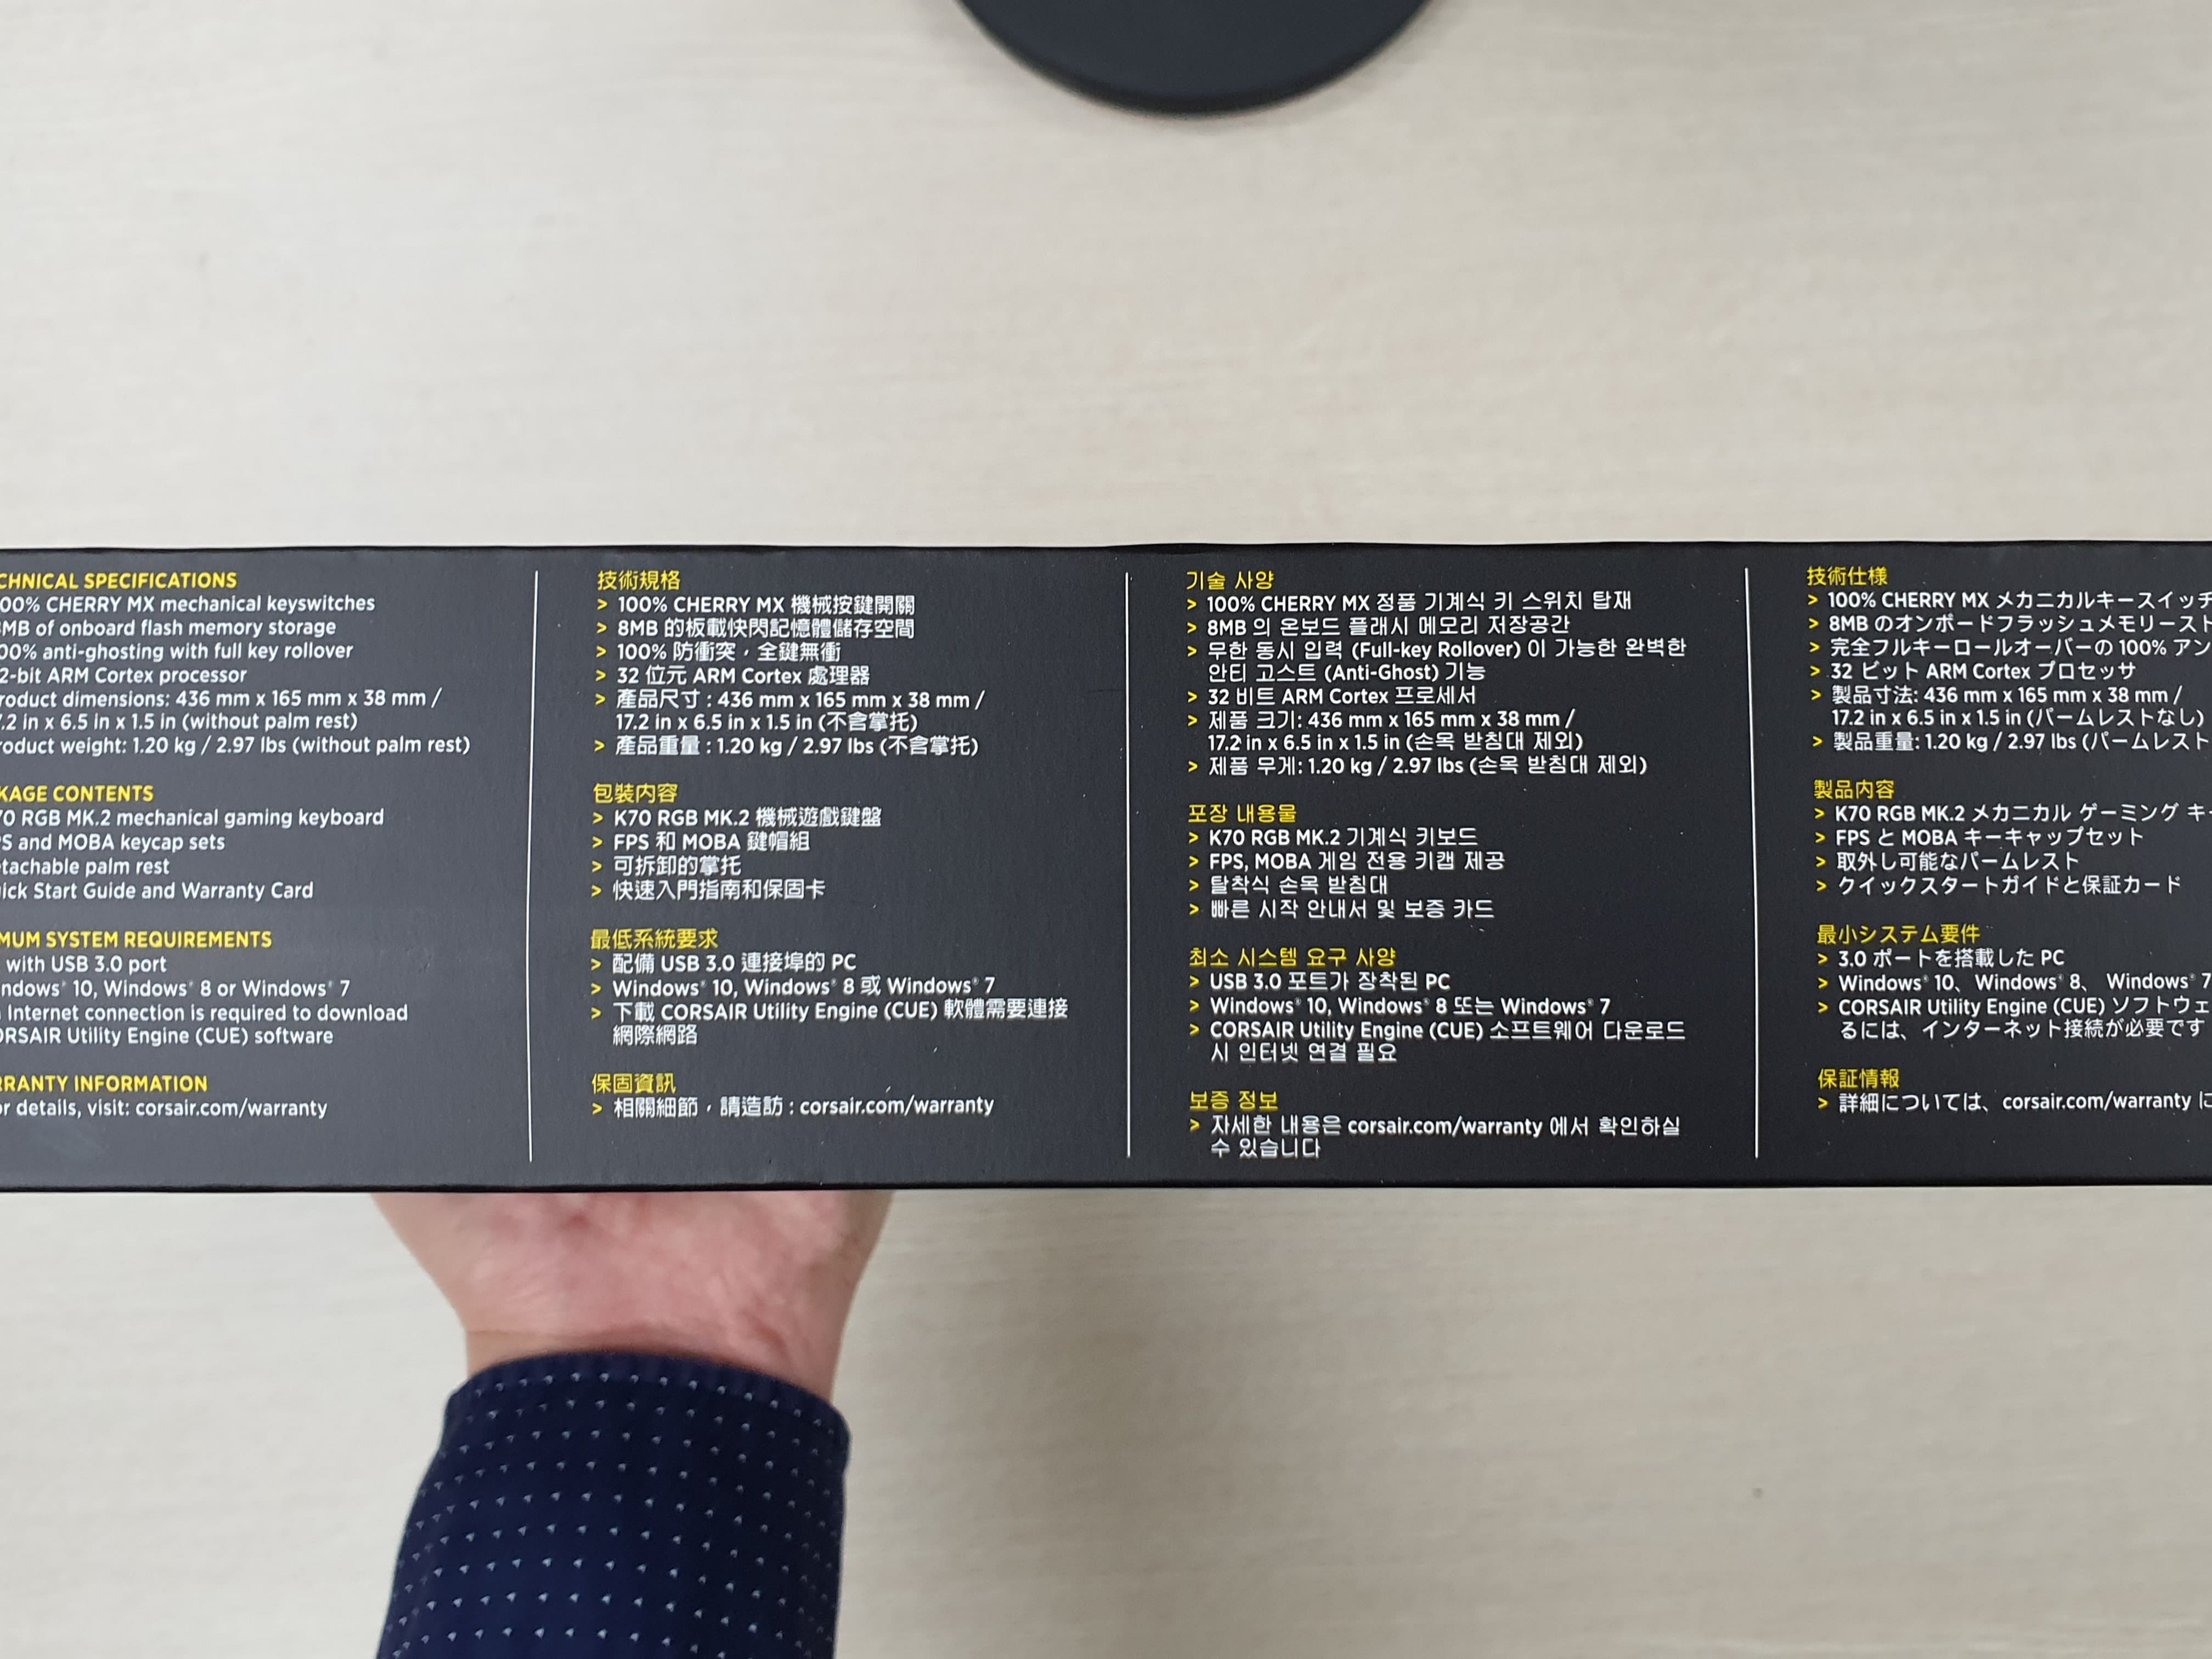 CHNICAL SPECIFICATIONS
00% CHERRY MX mechanical keyswitches
MB of onboard flash memory storage
00% anti-ghosting with full key rollover
2-bit ARM Cortex processor
roduct dimensions: 436 mm x 165 mm x 38 mm /
.2 in x 6.5 in x 1.5 in (without palm rest)
roduct weight: 1.20 kg / 2.97 lbs (without palm rest)
KAGE CONTENTS
70 RGB MK.2 mechanical gaming keyboard
PS and MOBA keycap sets
etachable palm rest
uick Start Guide and Warranty Card
MUM SYSTEM REQUIREMENTS
with USB 3.0 port
ndows® 10, Windows® 8 or Windows® 7
Internet connection is required to download
ORSAIR Utility Engine (CUE) software
RRANTY INFORMATION
or details, visit: corsair.com/warranty
技術規格
> 100% CHERRY MX 機械按鍵開關
> 8MB 的板載快閃記憶體儲存空間
> 100% 防衝突，全鍵無衝
> 32 位元 ARM Cortex 處理器
> 產品尺寸 : 436 mm x 165 mm x 38 mm /
17.2 in x 6.5 in x 1.5 in (不含掌托)
> 產品重量 : 1.20 kg / 2.97 lbs (不含掌托)
包裝內容
> K70 RGB MK.2 機械遊戲鍵盤
> FPS 和 MOBA 鍵帽組
> 可拆卸的掌托
> 快速入門指南和保固卡
最低系統要求
> 配備 USB 3.0 連接埠的 PC
> Windows® 10, Windows® 8 或 Windows® 7
> 下載 CORSAIR Utility Engine (CUE) 軟體需要連接
網際網路
保固資訊
> 相關細節，請造訪 : corsair.com/warranty
기술 사양
> 100% CHERRY MX 정품 기계식 키 스위치 탑재
> 8MB 의 온보드 플래시 메모리 저장공간
> 무한 동시 입력 (Full-key Rollover) 이 가능한 완벽한
안티 고스트 (Anti-Ghost) 기능
> 32 비트 ARM Cortex 프로세서
> 제품 크기: 436 mm x 165 mm x 38 mm /
17.2 in x 6.5 in x 1.5 in (손목 받침대 제외)
> 제품 무게: 1.20 kg / 2.97 lbs (손목 받침대 제외)
포장 내용물
> K70 RGB MK.2 기계식 키보드
> FPS, MOBA 게임 전용 키캡 제공
> 탈착식 손목 받침대
> 빠른 시작 안내서 및 보증 카드
최소 시스템 요구 사양
> USB 3.0 포트가 장착된 PC
> Windows® 10, Windows® 8 또는 Windows® 7
> CORSAIR Utility Engine (CUE) 소프트웨어 다운로드
시 인터넷 연결 필요
보증 정보
> 자세한 내용은 corsair.com/warranty 에서 확인하실
수 있습니다
技術仕様
> 100% CHERRY MX メカニカルキースイッチ
> 8MB のオンボードフラッシュメモリースト
> 完全フルキーロールオーバーの 100% アン
> 32 ビット ARM Cortex プロセッサ
> 製品寸法: 436 mm x 165 mm x 38 mm /
17.2 in x 6.5 in x 1.5 in (パームレストなし)
> 製品重量: 1.20 kg / 2.97 lbs (パームレスト
製品内容
> K70 RGB MK.2 メカニカル ゲーミング キー
> FPS と MOBA キーキャップセット
> 取外し可能なパームレスト
> クイックスタートガイドと保証カード
最小システム要件
> 3.0 ポートを搭載した PC
> Windows® 10、Windows® 8、 Windows® 7
> CORSAIR Utility Engine (CUE) ソフトウェ
るには、インターネット接続が必要です
保証情報
> 詳細については、corsair.com/warranty に